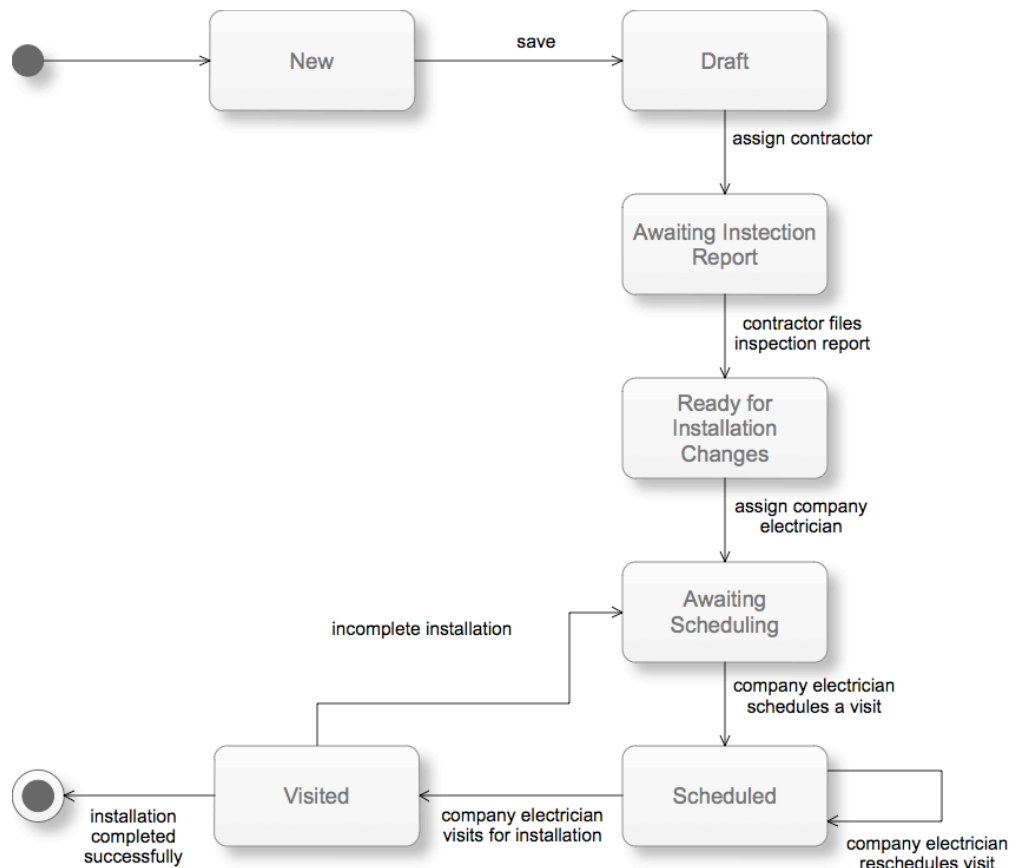 New
save
Draft
assign contractor
Awaiting Instection
Report
contractor files
inspection report
Ready for
Installation
Changes
assign company
electrician
Awaiting
Scheduling
incomplete installation
company electrician
schedules a visit
Visited
Scheduled
installation
completed
successfully
company electrician
visits for installation
company electrician
reschedules visit